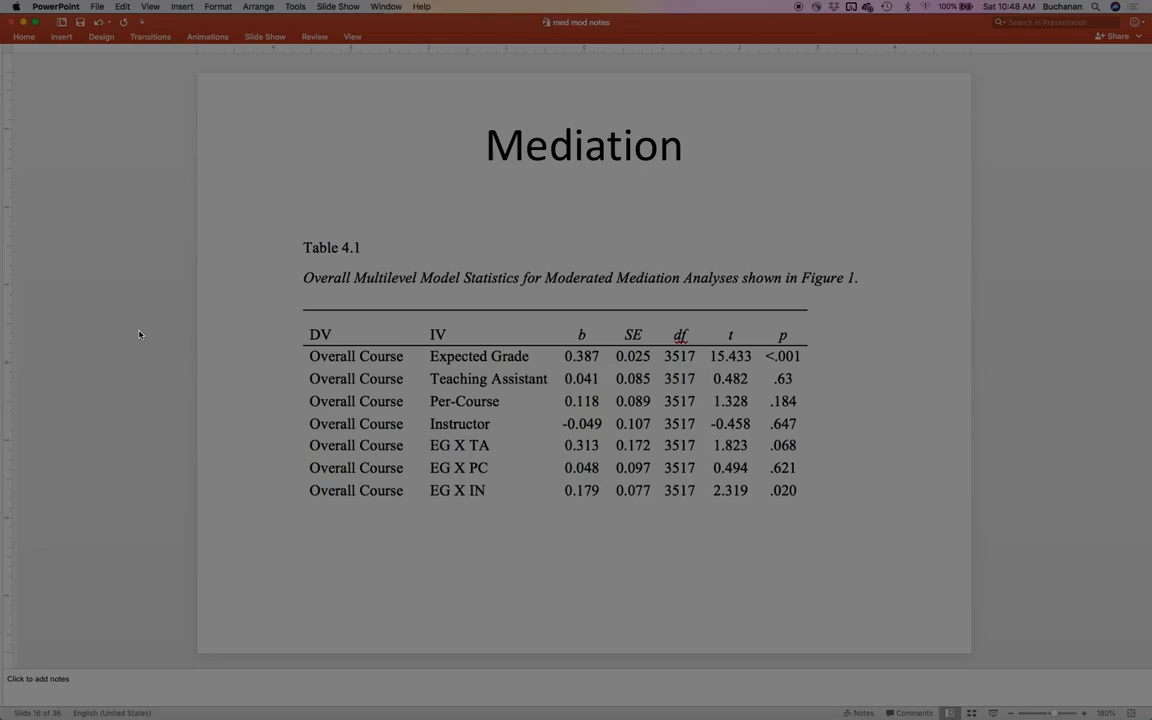 PowerPoint File Edit View Insert Format Arrange Tools Slide Show Window Help 100% Sat 10:48 AM Buchanan
med mod notes Search in Presentation
Home Insert Design Transitions Animations Slide Show Review View Share
Mediation
Table 4.1
Overall Multilevel Model Statistics for Moderated Mediation Analyses shown in Figure 1.
DV IV b SE df t p
Overall Course Expected Grade 0.387 0.025 3517 15.433 <.001
Overall Course Teaching Assistant 0.041 0.085 3517 0.482 .63
Overall Course Per-Course 0.118 0.089 3517 1.328 .184
Overall Course Instructor -0.049 0.107 3517 -0.458 .647
Overall Course EG X TA 0.313 0.172 3517 1.823 .068
Overall Course EG X PC 0.048 0.097 3517 0.494 .621
Overall Course EG X IN 0.179 0.077 3517 2.319 .020
Click to add notes
Slide 16 of 36 English (United States) Notes Comments 180%